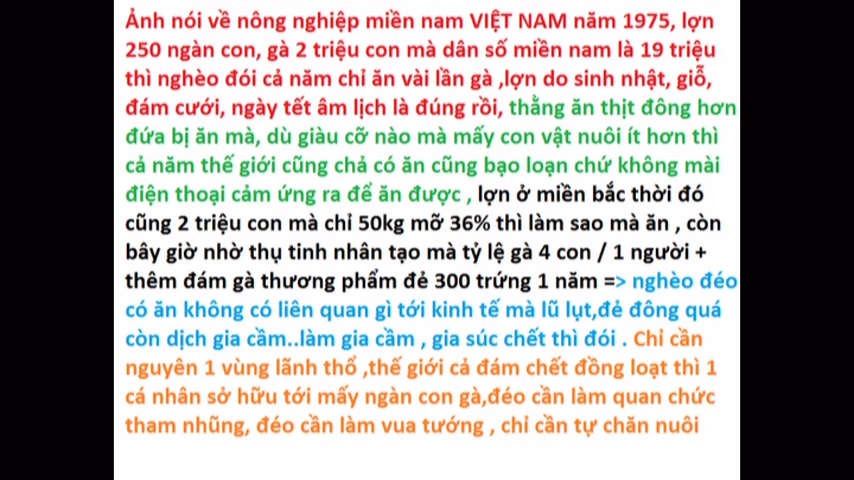 Ảnh nói về nông nghiệp miền nam VIỆT NAM năm 1975, lợn
250 ngàn con, gà 2 triệu con mà dân số miền nam là 19 triệu
thì nghèo đói cả năm chỉ ăn vài lần gà ,lợn do sinh nhật, giỗ,
đám cưới, ngày tết âm lịch là đúng rồi, thằng ăn thịt đông hơn
đứa bị ăn mà, dù giàu cỡ nào mà mấy con vật nuôi ít hơn thì
cả năm thế giới cũng chả có ăn cũng bạo loạn chứ không mài
điện thoại cảm ứng ra để ăn được , lợn ở miền bắc thời đó
cũng 2 triệu con mà chỉ 50kg mỡ 36% thì làm sao mà ăn , còn
bây giờ nhờ thụ tinh nhân tạo mà tỷ lệ gà 4 con / 1 người +
thêm đám gà thương phẩm đẻ 300 trứng 1 năm => nghèo đéo
có ăn không có liên quan gì tới kinh tế mà lũ lụt,đẻ đông quá
còn dịch gia cầm..làm gia cầm , gia súc chết thì đói . Chỉ cần
nguyên 1 vùng lãnh thổ ,thế giới cả đám chết đồng loạt thì 1
cá nhân sở hữu tới mấy ngàn con gà,đéo cần làm quan chức
tham nhũng, đéo cần làm vua tướng , chỉ cần tự chăn nuôi